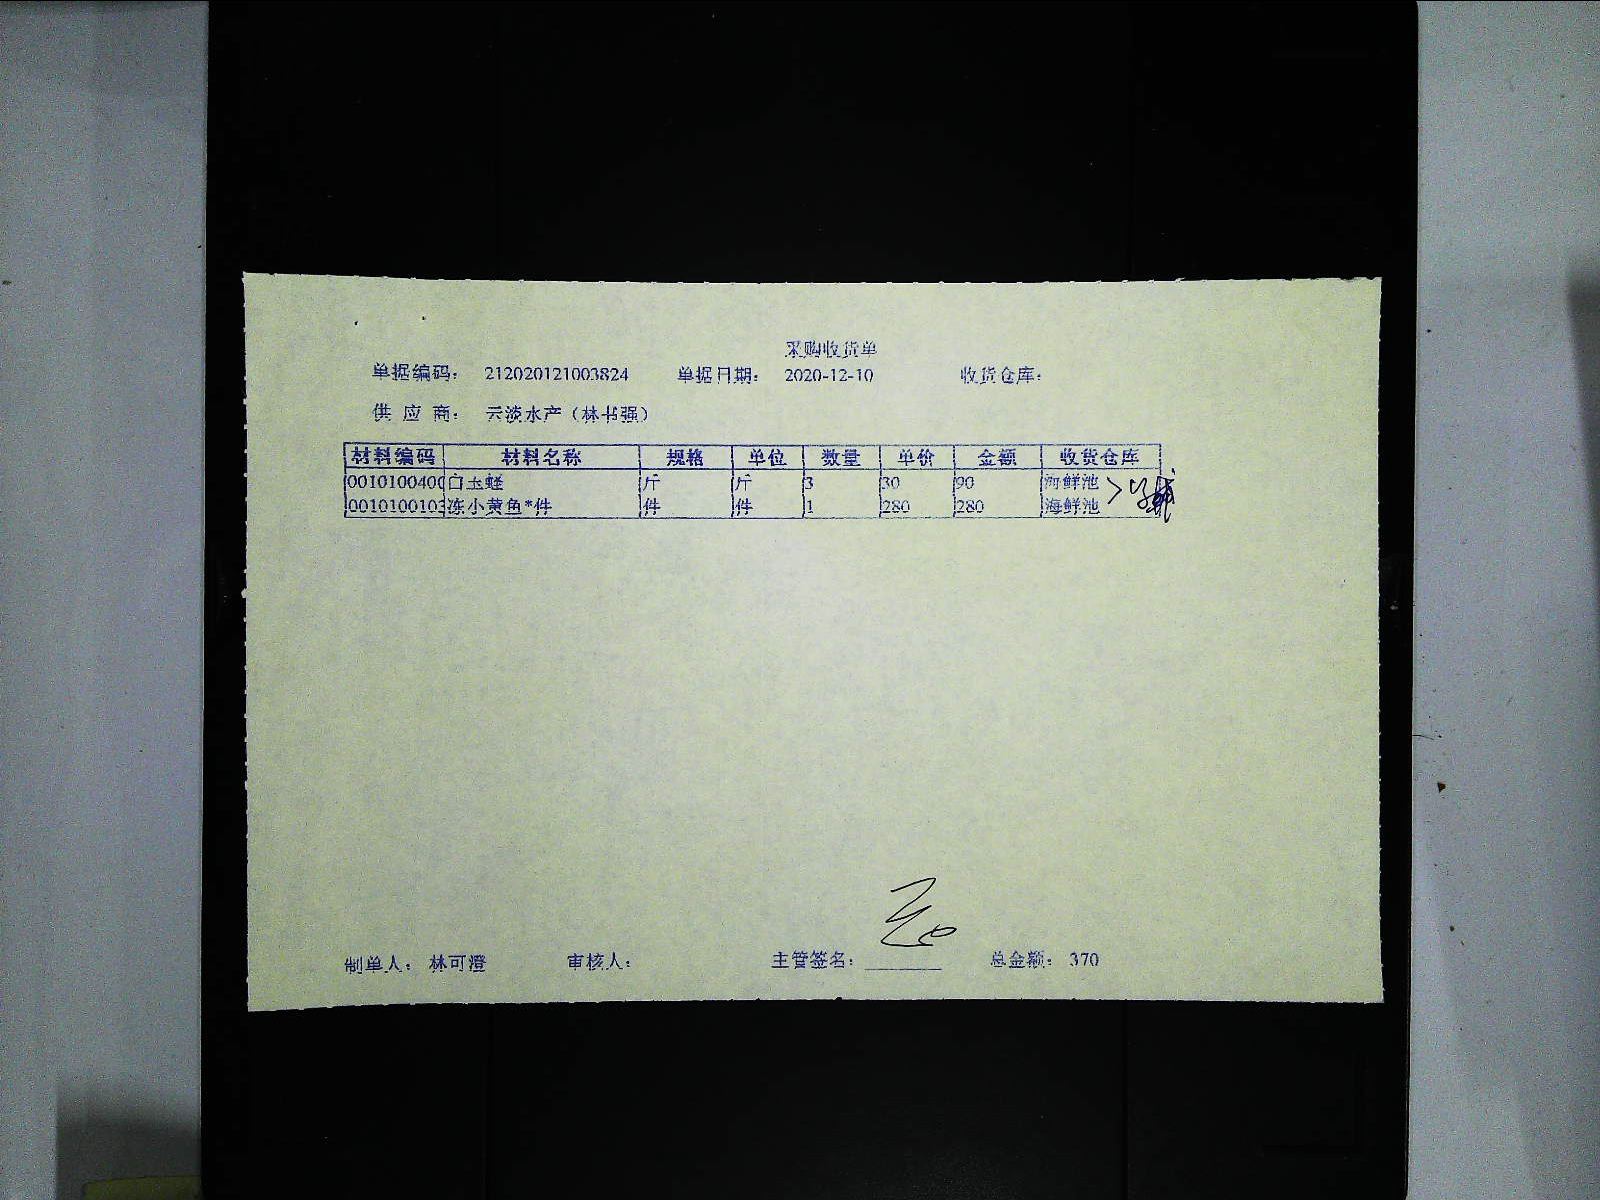 采购收货单
单据编码： 212020121003824 单据日期： 2020-12-10 收货仓库：
供 应 商： 云淡水产（林书强）
材料编码 材料名称 规格 单位 数量 单价 金额 收货仓库
0010100400 白玉蛏 斤 斤 3 30 90 海鲜池
0010100103 冻小黄鱼*件 件 件 1 280 280 海鲜池
制单人： 林可澄 审核人： 主管签名： 总金额： 370